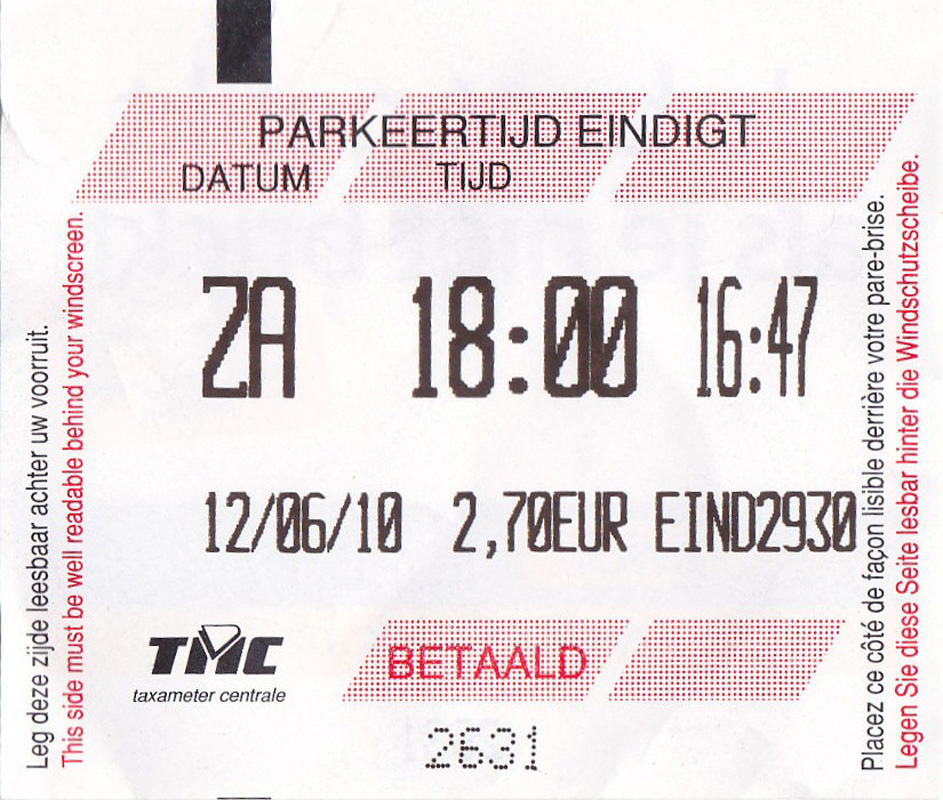 PARKEERTIJD EINDIGT
DATUM TIJD
ZA 18:00 16:47
12/06/10 2,70EUR EIND2930
TMC
taxameter centrale
BETAALD
2631
Leg deze zijde leesbaar achter uw voorruit.
This side must be well readable behind your windscreen.
Placez ce côté de façon lisible derrière votre pare-brise.
Legen Sie diese Seite lesbar hinter die Windschutzscheibe.